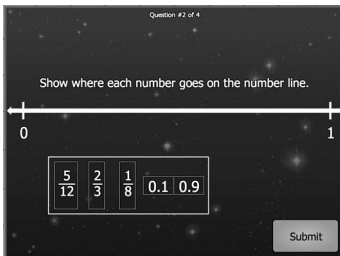 Question #2 of 4
Show where each number goes on the number line.
0 1
5/12 2/3 1/8 0.1 0.9
Submit